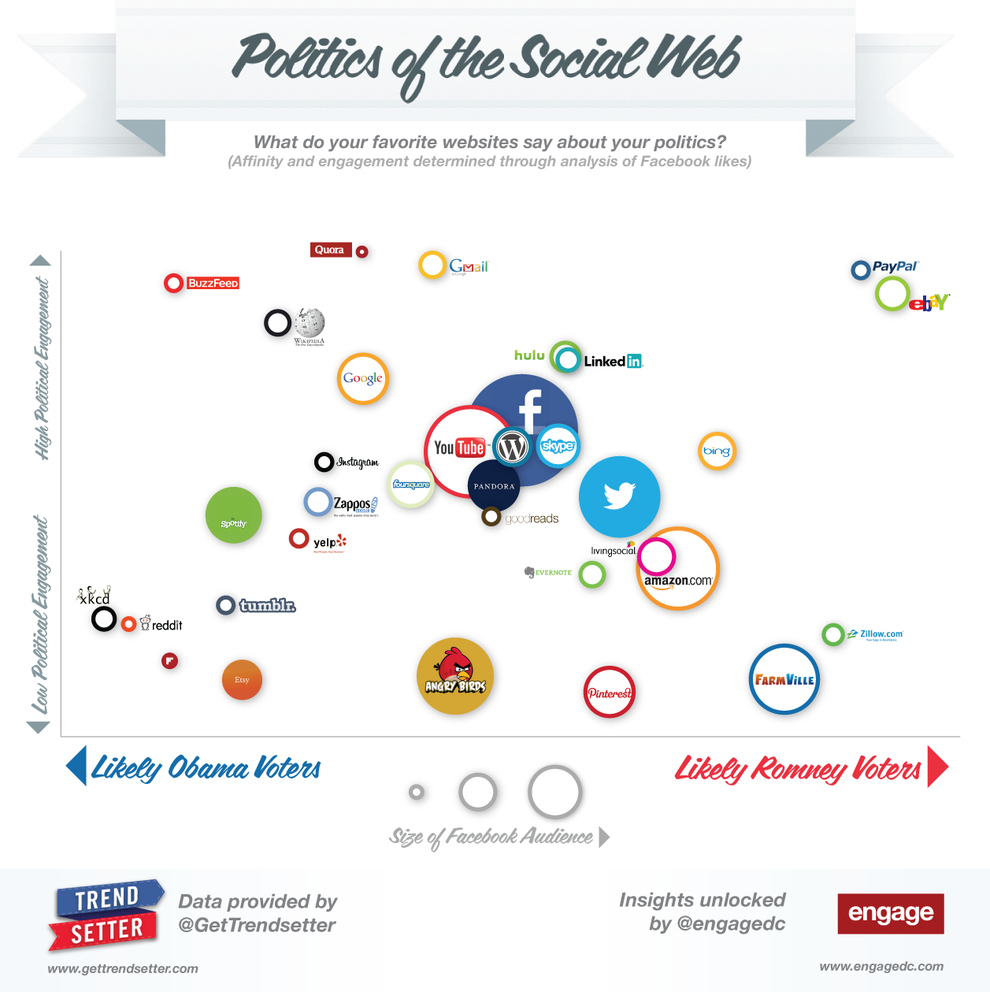 Politics of the Social Web
What do your favorite websites say about your politics?
(Affinity and engagement determined through analysis of Facebook likes)
High Political Engagement
Low Political Engagement
Quora
Gmail
PayPal
ebay
BuzzFeed
WIKIPEDIA
hulu
Linked in
Google
f
You Tube
W
skype
bing
Instagram
foursquare
PANDORA
Zappos
Spotify
goodreads
yelp
livingsocial
EVERNOTE
amazon.com
xkcd
reddit
tumblr.
Zillow.com
F
Etsy
ANGRY BIRDS
Pinterest
FARMVILLE
Likely Obama Voters
Likely Romney Voters
Size of Facebook Audience
TREND
SETTER
Data provided by
@GetTrendsetter
www.gettrendsetter.com
Insights unlocked
by @engagedc
engage
www.engagedc.com